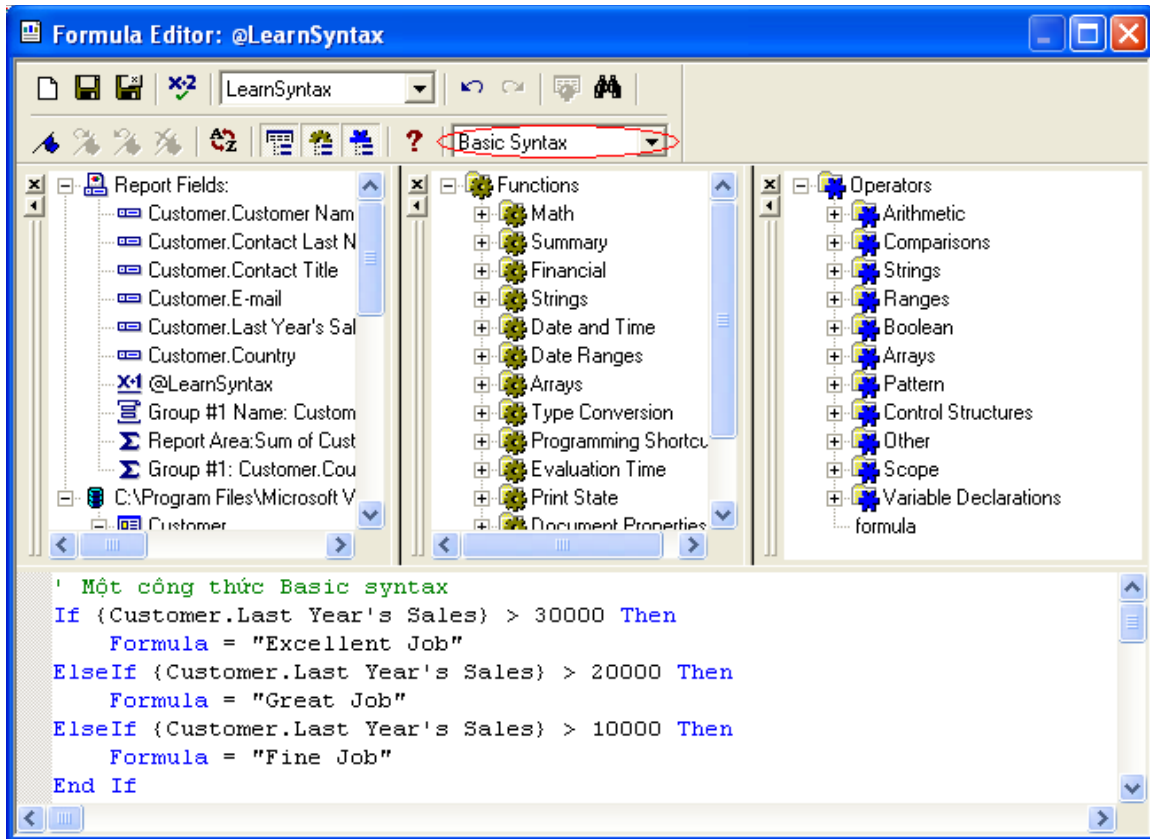 Formula Editor: @LearnSyntax
LearnSyntax
Basic Syntax
Report Fields:
Customer.Customer Nam
Customer.Contact Last N
Customer.Contact Title
Customer.E-mail
Customer.Last Year's Sal
Customer.Country
@LearnSyntax
Group #1 Name: Custom
Report Area:Sum of Cust
Group #1: Customer.Cou
C:\Program Files\Microsoft V
Customer
Functions
Math
Summary
Financial
Strings
Date and Time
Date Ranges
Arrays
Type Conversion
Programming Shortcu
Evaluation Time
Print State
Document Properties
Operators
Arithmetic
Comparisons
Strings
Ranges
Boolean
Arrays
Pattern
Control Structures
Other
Scope
Variable Declarations
formula
' Một công thức Basic syntax
If {Customer.Last Year's Sales} > 30000 Then
Formula = "Excellent Job"
ElseIf {Customer.Last Year's Sales} > 20000 Then
Formula = "Great Job"
ElseIf {Customer.Last Year's Sales} > 10000 Then
Formula = "Fine Job"
End If